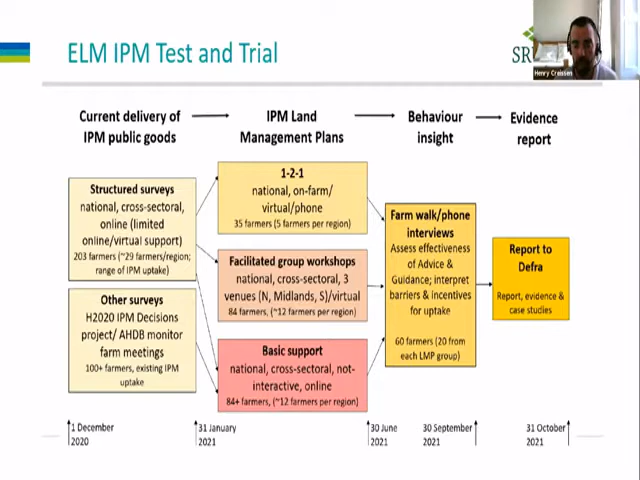 ELM IPM Test and Trial
SR
Henry Creissen
Current delivery of
IPM public goods
IPM Land
Management Plans
Behaviour
insight
Evidence
report
Structured surveys
national, cross-sectoral,
online (limited
online/virtual support)
203 farmers (~29 farmers/region;
range of IPM uptake)
Other surveys
H2020 IPM Decisions
project/ AHDB monitor
farm meetings
100+ farmers, existing IPM
uptake
1-2-1
national, on-farm/
virtual/phone
35 farmers (5 farmers per region)
Facilitated group workshops
national, cross-sectoral, 3
venues (N, Midlands, S)/virtual
84 farmers, (~12 farmers per region)
Basic support
national, cross-sectoral, not-
interactive, online
84+ farmers, (~12 farmers per region)
Farm walk/phone
interviews
Assess effectiveness
of Advice &
Guidance; interpret
barriers & incentives
for uptake
60 farmers (20 from
each LMP group)
Report to
Defra
Report, evidence &
case studies
1 December
2020
31 January
2021
30 June
2021
30 September
2021
31 October
2021